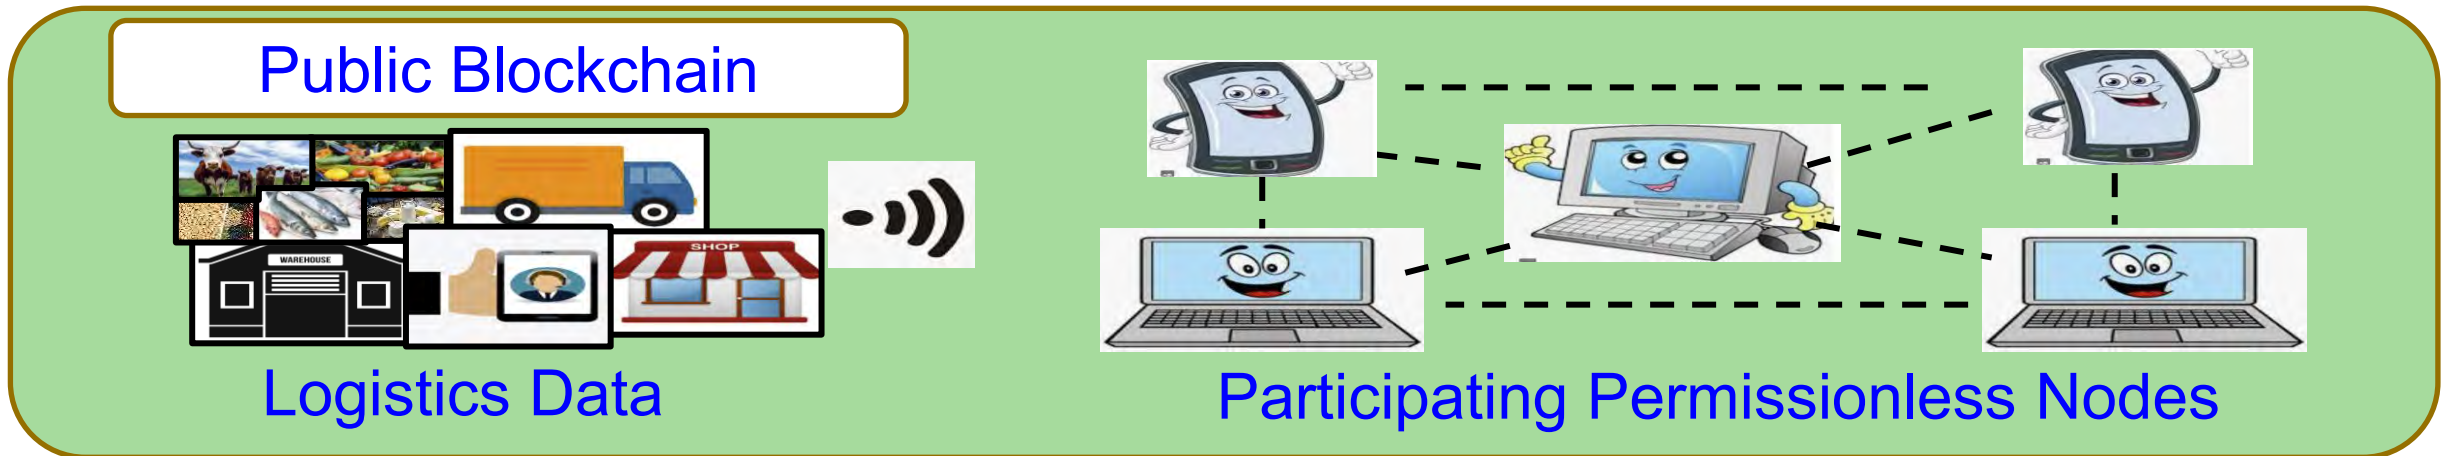 Public Blockchain
WAREHOUSE
SHOP
Logistics Data
Participating Permissionless Nodes